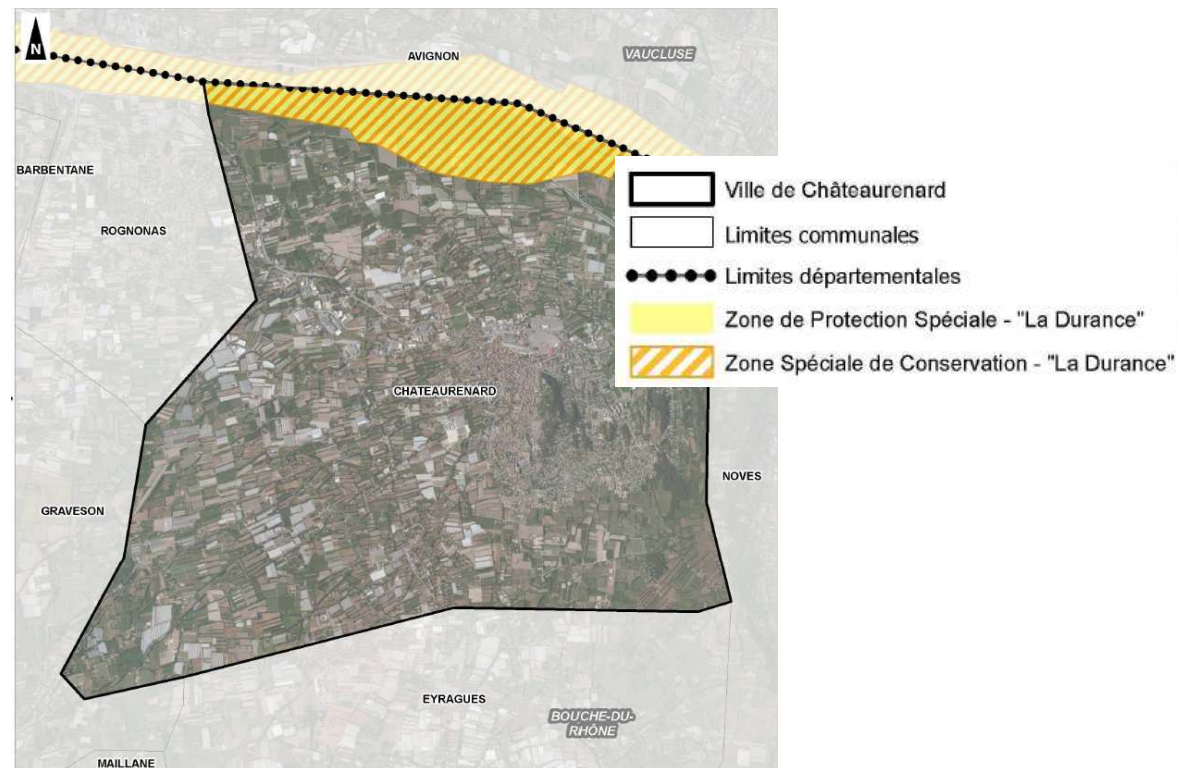 N
AVIGNON
VAUCLUSE
BARBENTANE
ROGNONAS
Ville de Châteaurenard
Limites communales
Limites départementales
Zone de Protection Spéciale - "La Durance"
Zone Spéciale de Conservation - "La Durance"
CHATEAURENARD
NOVES
GRAVESON
EYRAGUES
BOUCHE-DU-
RHÔNE
MAILLANE